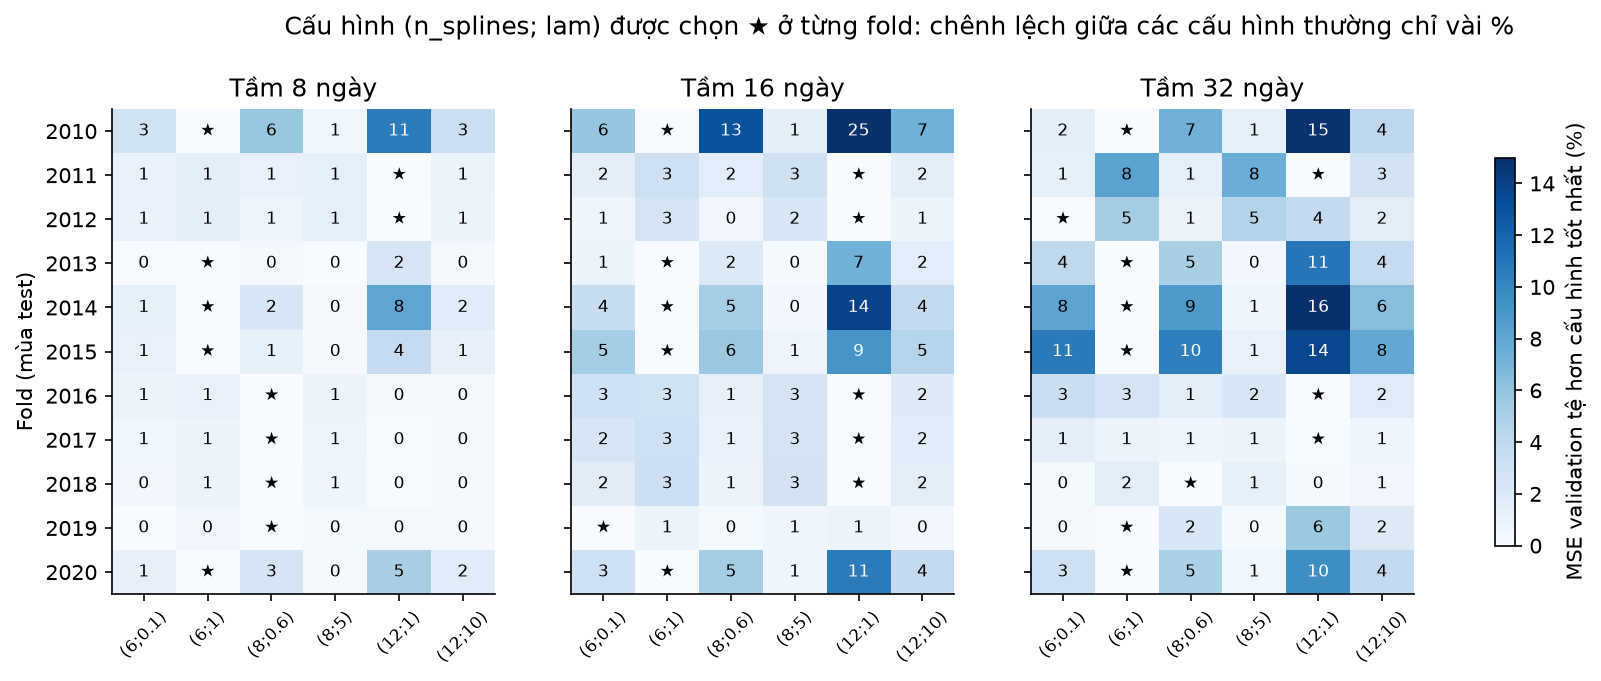 Cấu hình (n_splines; lam) được chọn ★ ở từng fold: chênh lệch giữa các cấu hình thường chỉ vài %
Tầm 8 ngày Tầm 16 ngày Tầm 32 ngày
2010 3 ★ 6 1 11 3 6 ★ 13 1 25 7 2 ★ 7 1 15 4
2011 1 1 1 1 ★ 1 2 3 2 3 ★ 2 1 8 1 8 ★ 3
2012 1 1 1 1 ★ 1 1 3 0 2 ★ 1 ★ 5 1 5 4 2
2013 0 ★ 0 0 2 0 1 ★ 2 0 7 2 4 ★ 5 0 11 4
2014 1 ★ 2 0 8 2 4 ★ 5 0 14 4 8 ★ 9 1 16 6
2015 1 ★ 1 0 4 1 5 ★ 6 1 9 5 11 ★ 10 1 14 8
2016 1 1 ★ 1 0 0 3 3 1 3 ★ 2 3 3 1 2 ★ 2
2017 1 1 ★ 1 0 0 2 3 1 3 ★ 2 1 1 1 1 ★ 1
2018 0 1 ★ 1 0 0 2 3 1 3 ★ 2 0 2 ★ 1 0 1
2019 0 0 ★ 0 0 0 ★ 1 0 1 1 0 0 ★ 2 0 6 2
2020 1 ★ 3 0 5 2 3 ★ 5 1 11 4 3 ★ 5 1 10 4
(6;0.1) (6;1) (8;0.6) (8;5) (12;1) (12;10) (6;0.1) (6;1) (8;0.6) (8;5) (12;1) (12;10) (6;0.1) (6;1) (8;0.6) (8;5) (12;1) (12;10)
Fold (mùa test)
14
12
10
8
6
4
2
0
MSE validation tệ hơn cấu hình tốt nhất (%)